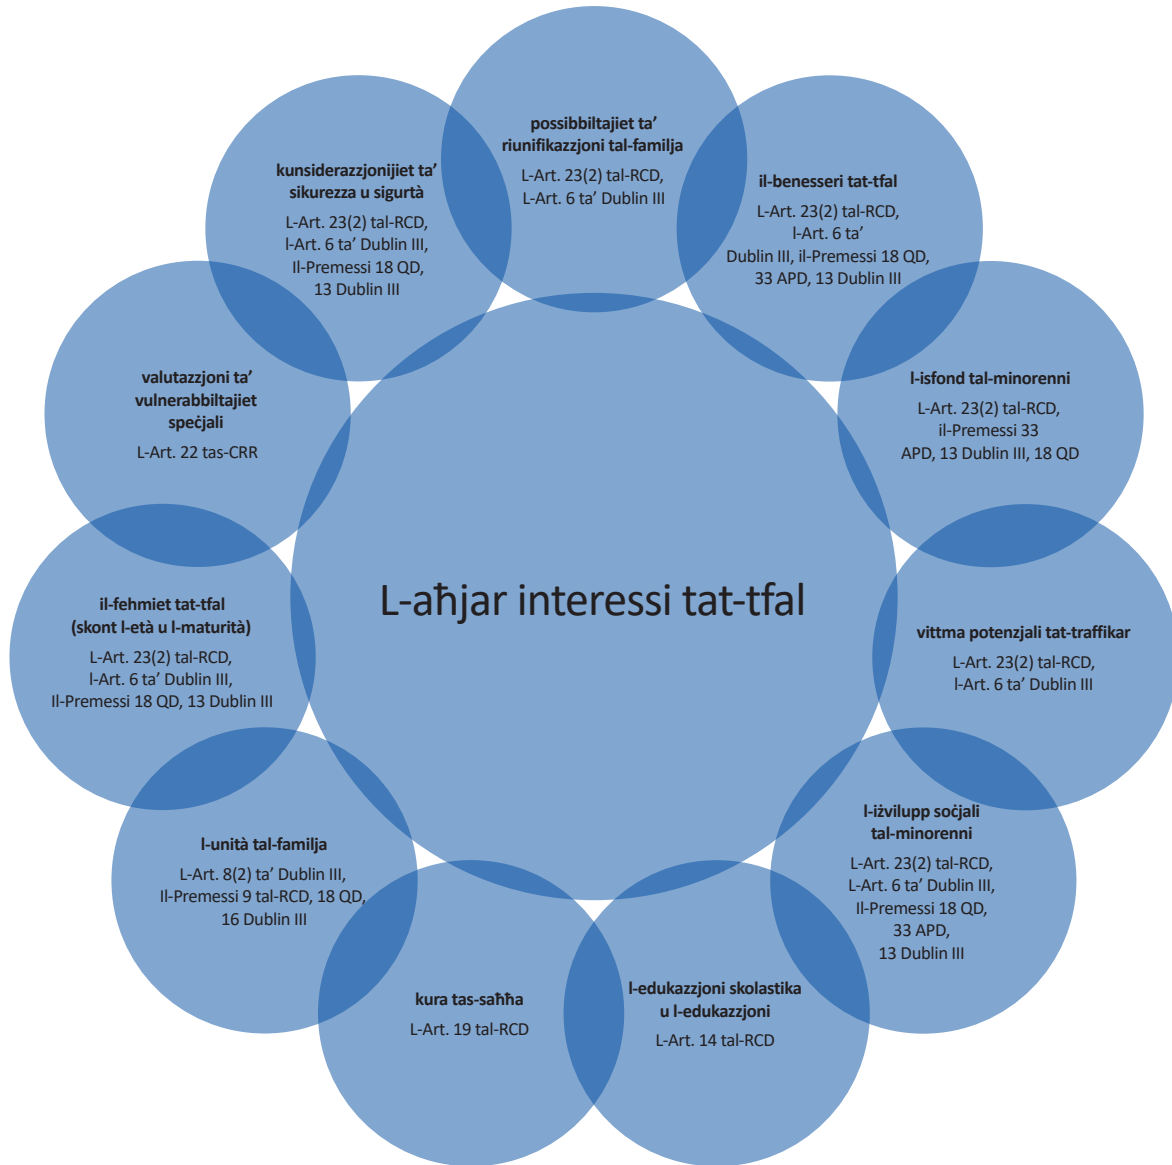 possibbiltajiet ta'
riunifikazzjoni tal-familja
L-Art. 23(2) tal-RCD,
L-Art. 6 ta' Dublin III
il-benesseri tat-tfal
L-Art. 23(2) tal-RCD,
l-Art. 6 ta'
Dublin III, il-Premessi 18 QD,
33 APD, 13 Dublin III
l-isfond tal-minorenni
L-Art. 23(2) tal-RCD,
il-Premessi 33
APD, 13 Dublin III, 18 QD
vittma potenzjali tat-traffikar
L-Art. 23(2) tal-RCD,
l-Art. 6 ta' Dublin III
l-iżvilupp soċjali
tal-minorenni
L-Art. 23(2) tal-RCD,
L-Art. 6 ta' Dublin III,
Il-Premessi 18 QD,
33 APD,
13 Dublin III
l-edukazzjoni skolastika
u l-edukazzjoni
L-Art. 14 tal-RCD
kura tas-saħħa
L-Art. 19 tal-RCD
l-unità tal-familja
L-Art. 8(2) ta' Dublin III,
Il-Premessi 9 tal-RCD, 18 QD,
16 Dublin III
il-fehmiet tat-tfal
(skont l-età u l-maturità)
L-Art. 23(2) tal-RCD,
l-Art. 6 ta' Dublin III,
Il-Premessi 18 QD, 13 Dublin III
valutazzjoni ta'
vulnerabbiltajiet
speċjali
L-Art. 22 tas-CRR
kunsiderazzjonijiet ta'
sikurezza u sigurtà
L-Art. 23(2) tal-RCD,
l-Art. 6 ta' Dublin III,
Il-Premessi 18 QD,
13 Dublin III
L-aħjar interessi tat-tfal